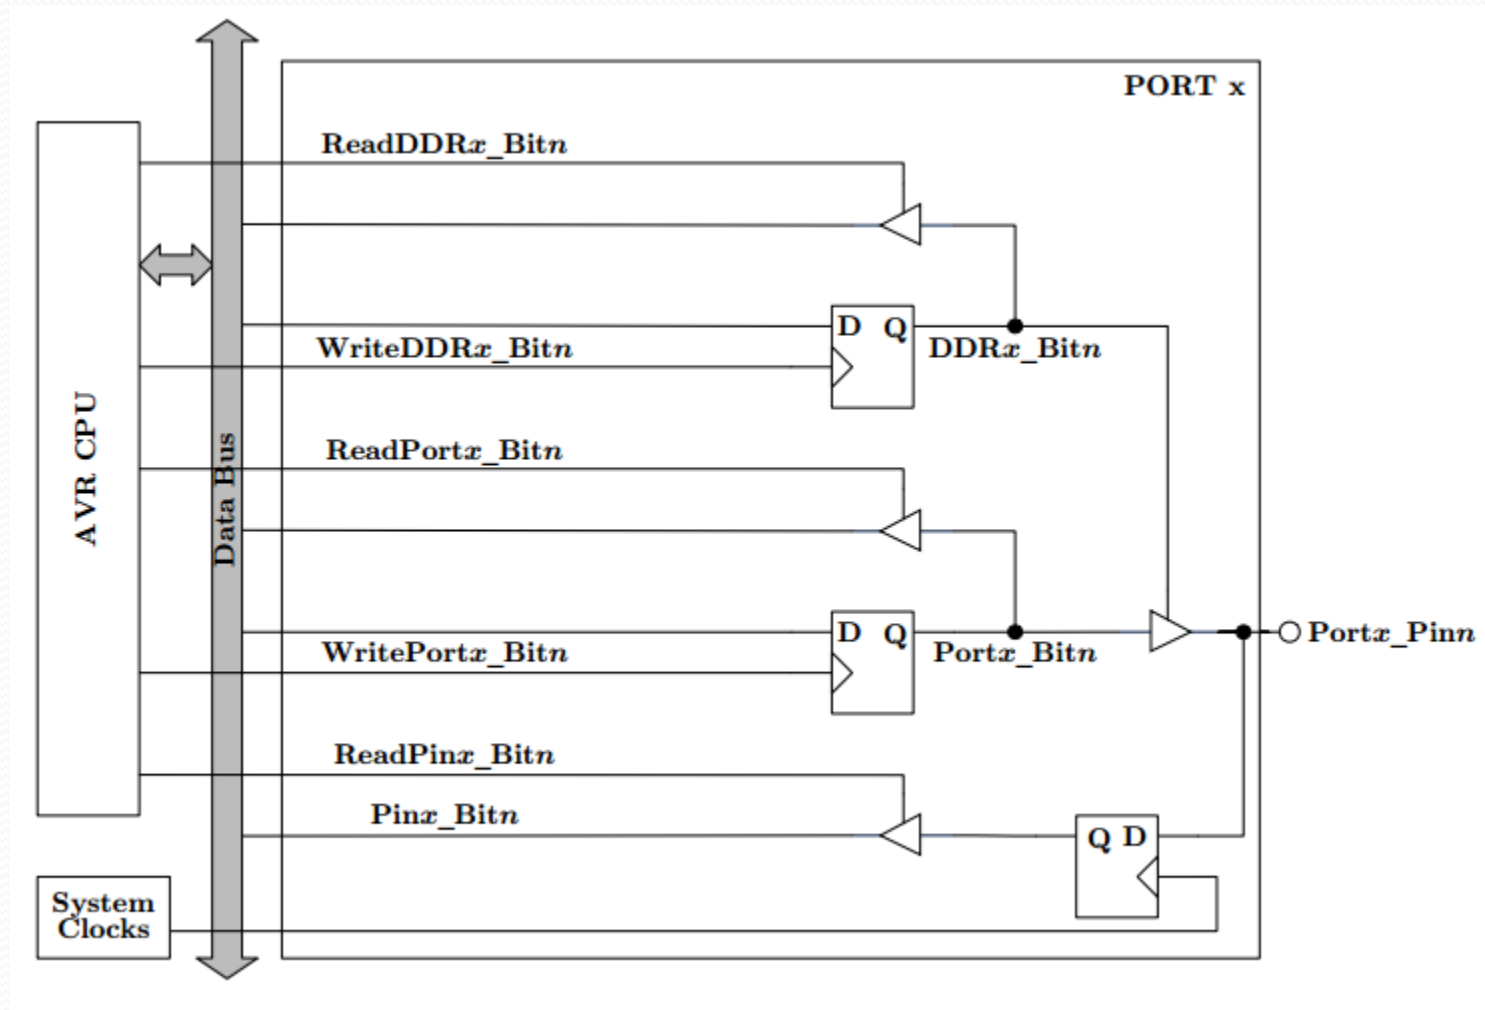 PORT x
ReadDDRx_Bitn
D Q
WriteDDRx_Bitn
DDRx_Bitn
AVR CPU
Data Bus
ReadPortx_Bitn
D Q
WritePortx_Bitn
Portx_Bitn
Portx_Pinn
ReadPinx_Bitn
Pinx_Bitn
Q D
System
Clocks